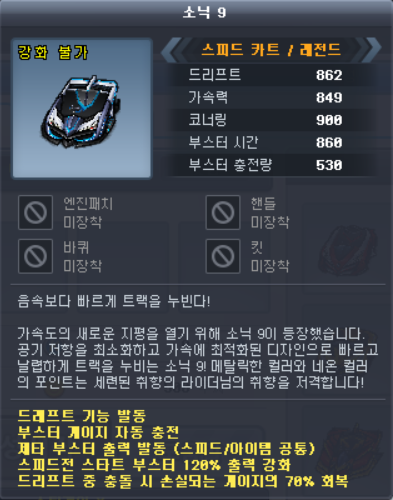 소닉 9
강화 불가
스피드 카트 / 레전드
드리프트 862
가속력 849
코너링 900
부스터 시간 860
부스터 충전량 530
엔진패치
미장착
핸들
미장착
바퀴
미장착
킷
미장착
음속보다 빠르게 트랙을 누빈다!
가속도의 새로운 지평을 열기 위해 소닉 9이 등장했습니다.
공기 저항을 최소화하고 가속에 최적화된 디자인으로 빠르고
날렵하게 트랙을 누비는 소닉 9! 메탈릭한 컬러와 네온 컬러
의 포인트는 세련된 취향의 라이더님의 취향을 저격합니다!
드래프트 기능 발동
부스터 게이지 자동 충전
제타 부스터 출력 발동 (스피드/아이템 공통)
스피드전 스타트 부스터 120% 출력 강화
드리프트 중 충돌 시 손실되는 게이지의 70% 회복